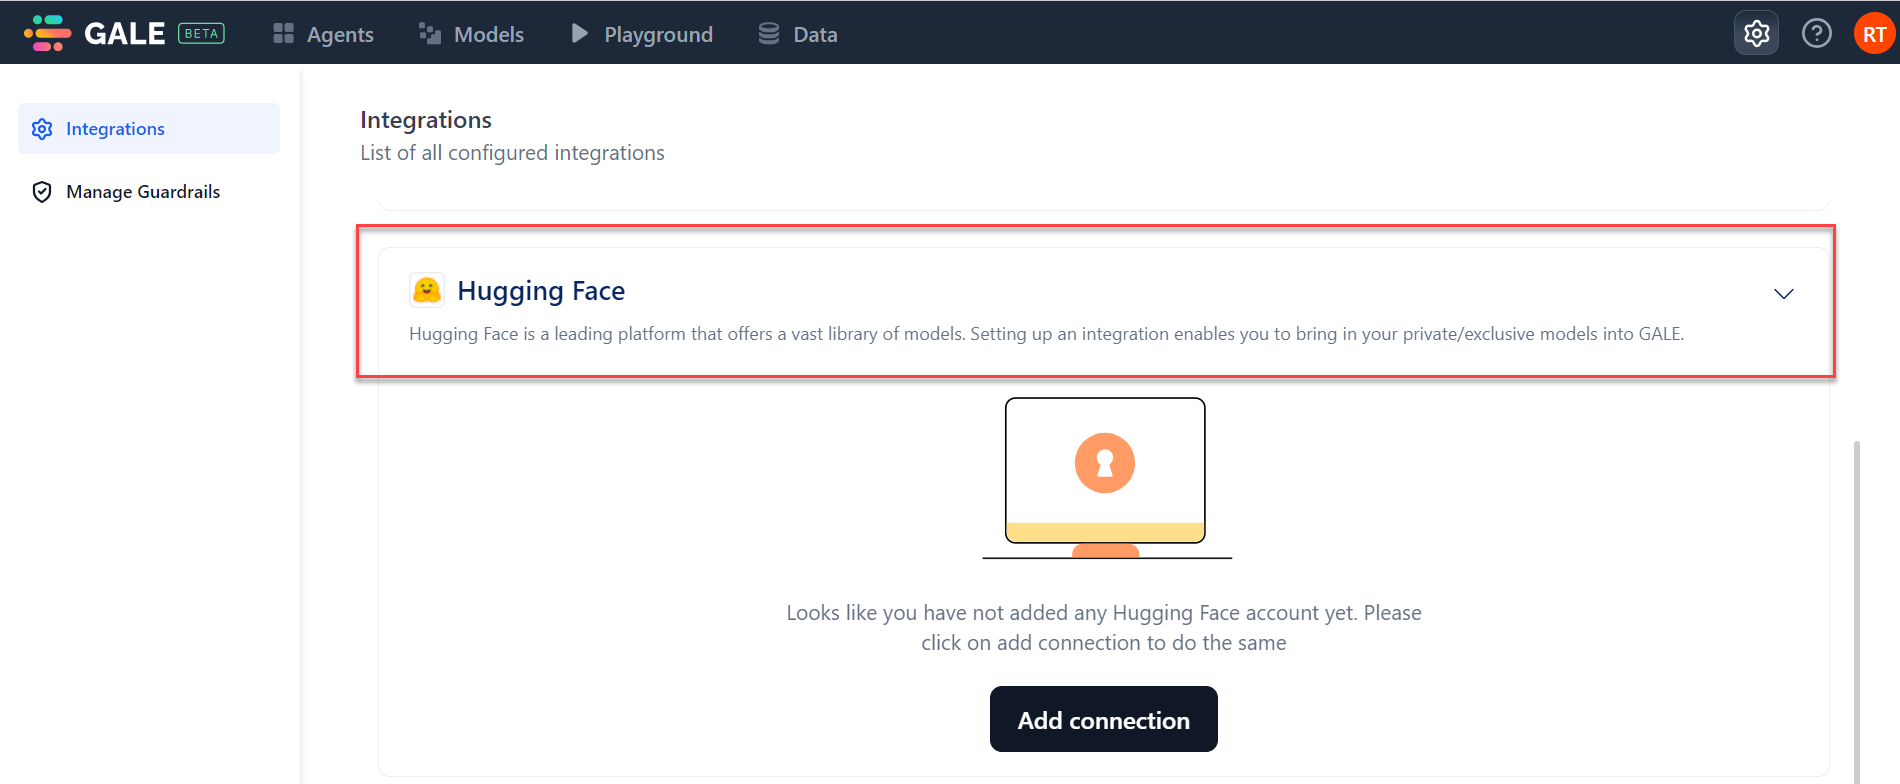 GALE BETA Agents Models Playground Data RT
Integrations
Manage Guardrails
Integrations
List of all configured integrations
Hugging Face
Hugging Face is a leading platform that offers a vast library of models. Setting up an integration enables you to bring in your private/exclusive models into GALE.
Looks like you have not added any Hugging Face account yet. Please
click on add connection to do the same
Add connection